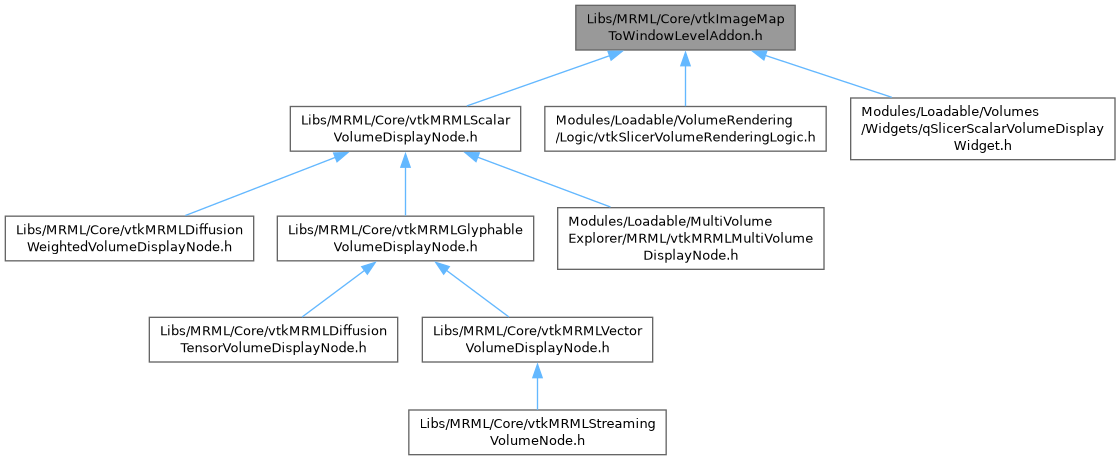 Libs/MRML/Core/vtkImageMap
ToWindowLevelAddon.h
Libs/MRML/Core/vtkMRMLScalar
VolumeDisplayNode.h
Modules/Loadable/VolumeRendering
/Logic/vtkSlicerVolumeRenderingLogic.h
Modules/Loadable/Volumes
/Widgets/qSlicerScalarVolumeDisplay
Widget.h
Libs/MRML/Core/vtkMRMLDiffusion
WeightedVolumeDisplayNode.h
Libs/MRML/Core/vtkMRMLGlyphable
VolumeDisplayNode.h
Modules/Loadable/MultiVolume
Explorer/MRML/vtkMRMLMultiVolume
DisplayNode.h
Libs/MRML/Core/vtkMRMLDiffusion
TensorVolumeDisplayNode.h
Libs/MRML/Core/vtkMRMLVector
VolumeDisplayNode.h
Libs/MRML/Core/vtkMRMLStreaming
VolumeNode.h